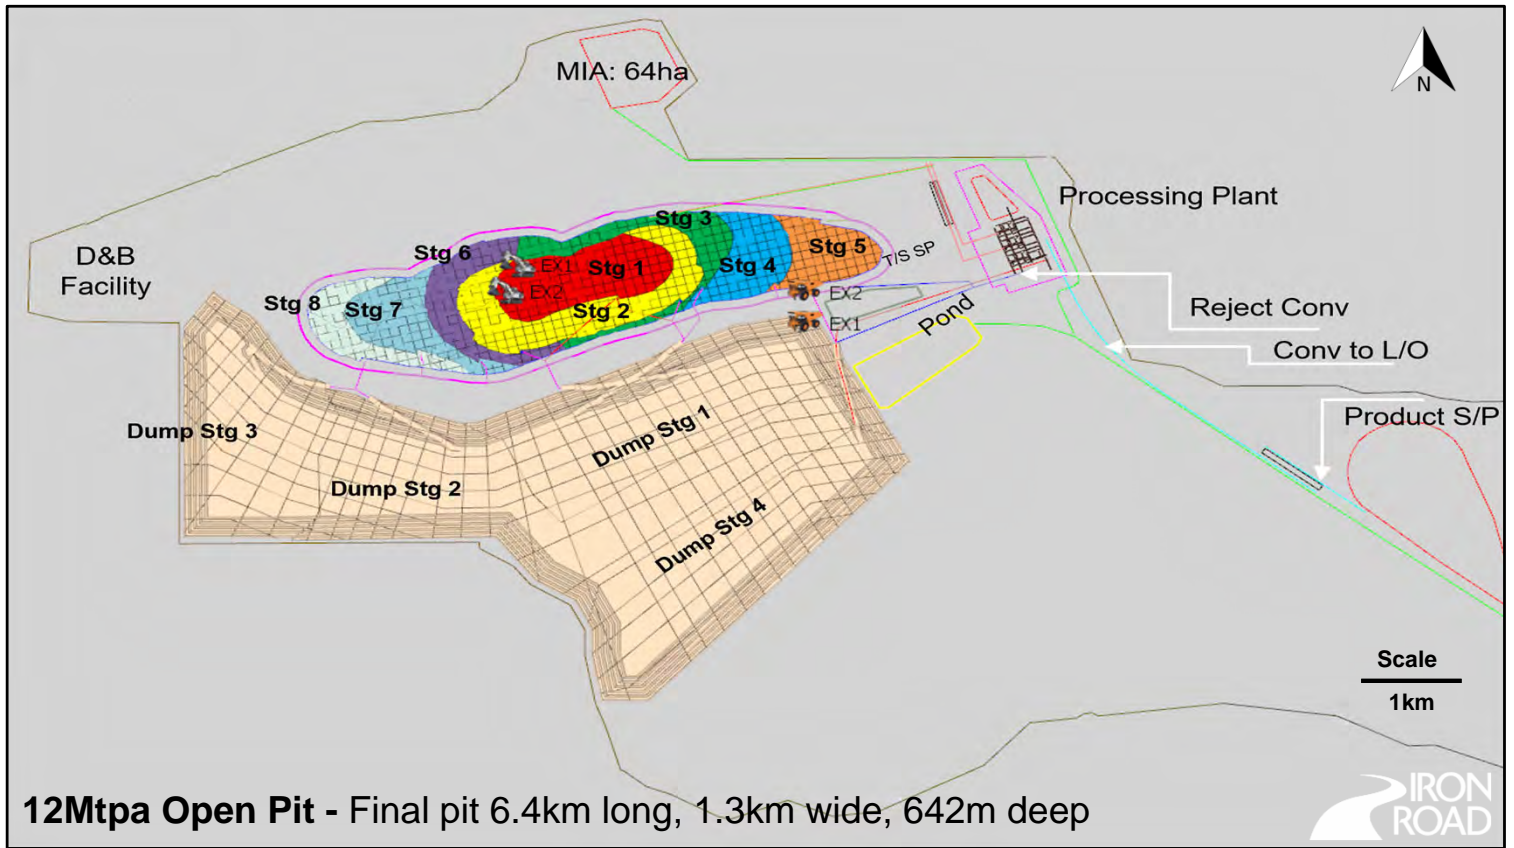 MIA: 64ha
N
Processing Plant
D&B
Facility
Stg 3
Stg 6
Stg 5
T/S SP
EX1
Stg 1
Stg 4
EX2
EX2
Stg 8
Stg 7
Stg 2
EX1
Pond
Reject Conv
Conv to L/O
Product S/P
Dump Stg 3
Dump Stg 1
Dump Stg 2
Dump Stg 4
Scale
1km
12Mtpa Open Pit - Final pit 6.4km long, 1.3km wide, 642m deep
IRON
ROAD